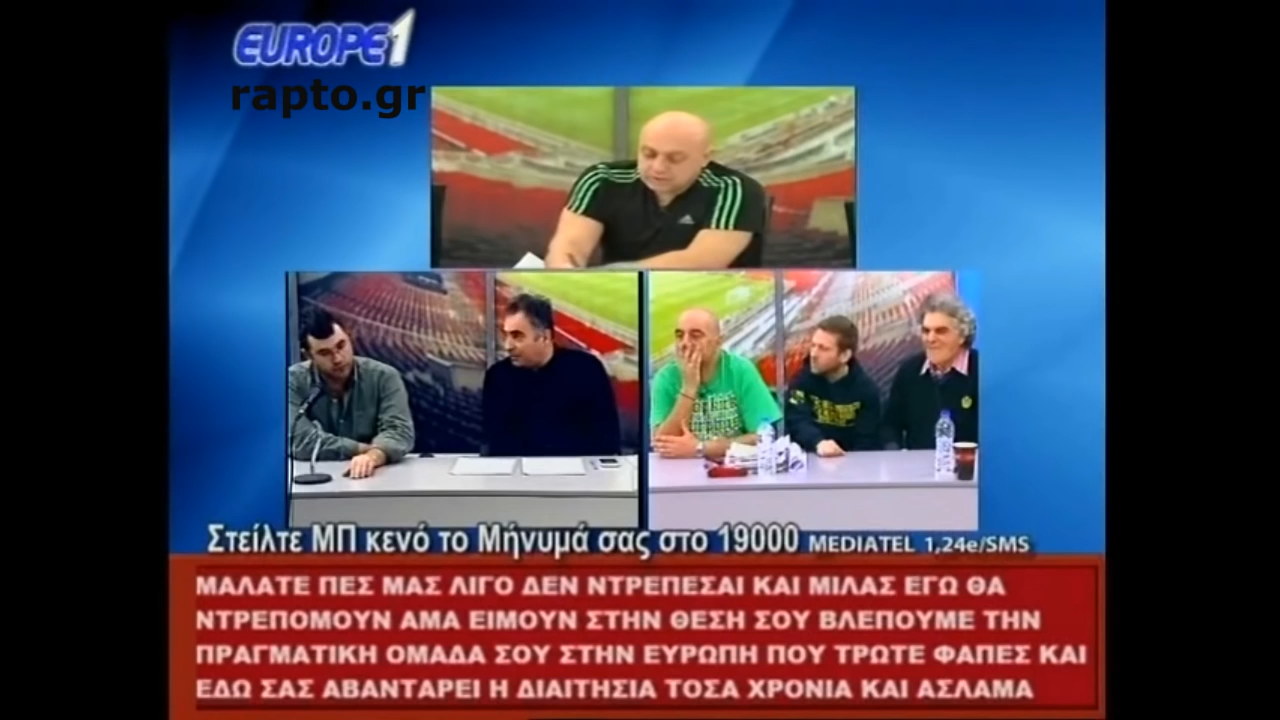 EUROPE1
rapto.gr
adidas
Στείλτε ΜΠ κενό το Μήνυμά σας στο 19000 MEDIATEL 1,24e/SMS
ΜΑΛΑΤΕ ΠΕΣ ΜΑΣ ΛΙΓΟ ΔΕΝ ΝΤΡΕΠΕΣΑΙ ΚΑΙ ΜΙΛΑΣ ΕΓΩ ΘΑ
ΝΤΡΕΠΟΜΟΥΝ ΑΜΑ ΕΙΜΟΥΝ ΣΤΗΝ ΘΕΣΗ ΣΟΥ ΒΛΕΠΟΥΜΕ ΤΗΝ
ΠΡΑΓΜΑΤΙΚΗ ΟΜΑΔΑ ΣΟΥ ΣΤΗΝ ΕΥΡΩΠΗ ΠΟΥ ΤΡΩΤΕ ΦΑΠΕΣ ΚΑΙ
ΕΔΩ ΣΑΣ ΑΒΑΝΤΑΡΕΙ Η ΔΙΑΙΤΗΣΙΑ ΤΟΣΑ ΧΡΟΝΙΑ ΚΑΙ ΑΣΛΑΜΑ